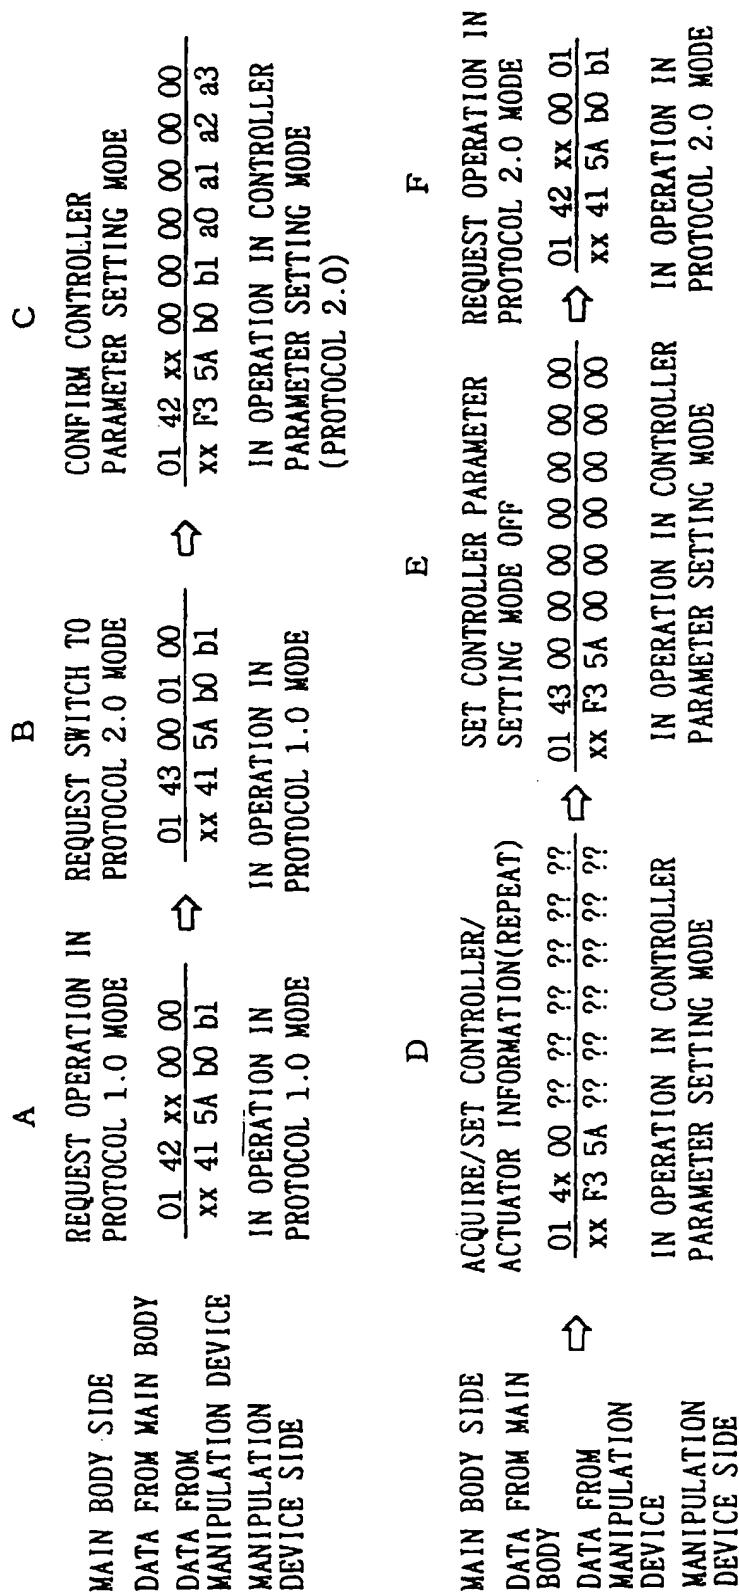 A
B
C
MAIN BODY SIDE
REQUEST OPERATION IN
PROTOCOL 1.0 MODE
REQUEST SWITCH TO
PROTOCOL 2.0 MODE
CONFIRM CONTROLLER
PARAMETER SETTING MODE
DATA FROM MAIN BODY
01 42 xx 00 00
01 43 00 01 00
01 42 xx 00 00 00 00 00 00
DATA FROM
MANIPULATION DEVICE
xx 41 5A b0 b1
xx 41 5A b0 b1
xx F3 5A b0 b1 a0 a1 a2 a3
MANIPULATION
DEVICE SIDE
IN OPERATION IN
PROTOCOL 1.0 MODE
IN OPERATION IN
PROTOCOL 1.0 MODE
IN OPERATION IN CONTROLLER
PARAMETER SETTING MODE
(PROTOCOL 2.0)
D
E
F
MAIN BODY SIDE
ACQUIRE/SET CONTROLLER/
ACTUATOR INFORMATION(REPEAT)
SET CONTROLLER PARAMETER
SETTING MODE OFF
REQUEST OPERATION IN
PROTOCOL 2.0 MODE
DATA FROM MAIN
BODY
01 4x 00 ?? ?? ?? ?? ?? ??
01 43 00 00 00 00 00 00 00
01 42 xx 00 01
DATA FROM
MANIPULATION
DEVICE
xx F3 5A ?? ?? ?? ?? ?? ??
xx F3 5A 00 00 00 00 00 00
xx 41 5A b0 b1
MANIPULATION
DEVICE SIDE
IN OPERATION IN CONTROLLER
PARAMETER SETTING MODE
IN OPERATION IN CONTROLLER
PARAMETER SETTING MODE
IN OPERATION IN
PROTOCOL 2.0 MODE